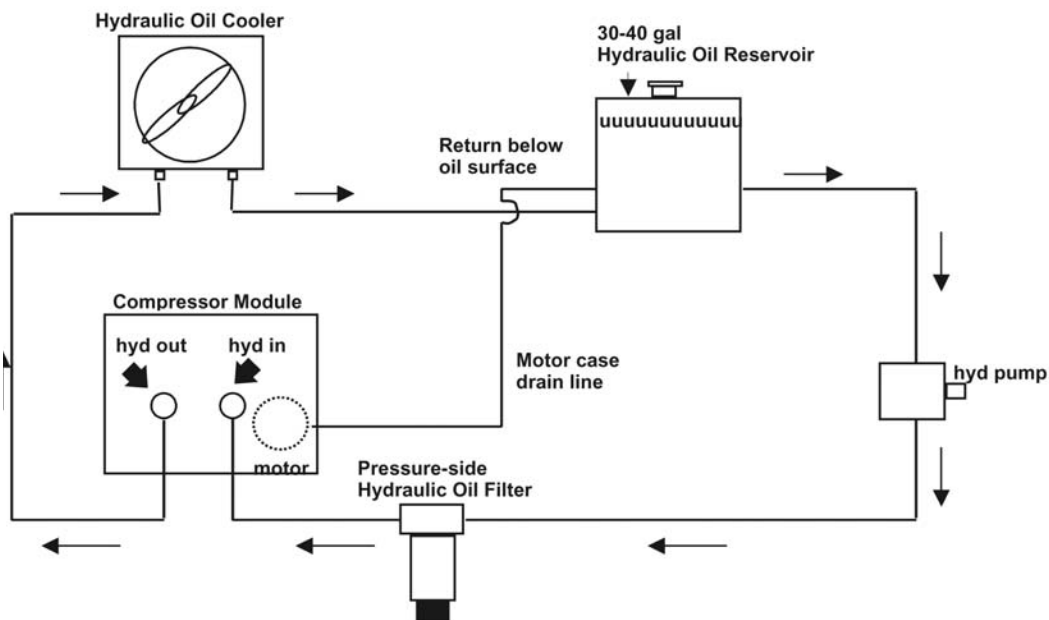 Hydraulic Oil Cooler
30-40 gal
Hydraulic Oil Reservoir
uuuuuuuuuuuu
Return below
oil surface
Compressor Module
hyd out
hyd in
Motor case
drain line
hyd pump
motor
Pressure-side
Hydraulic Oil Filter